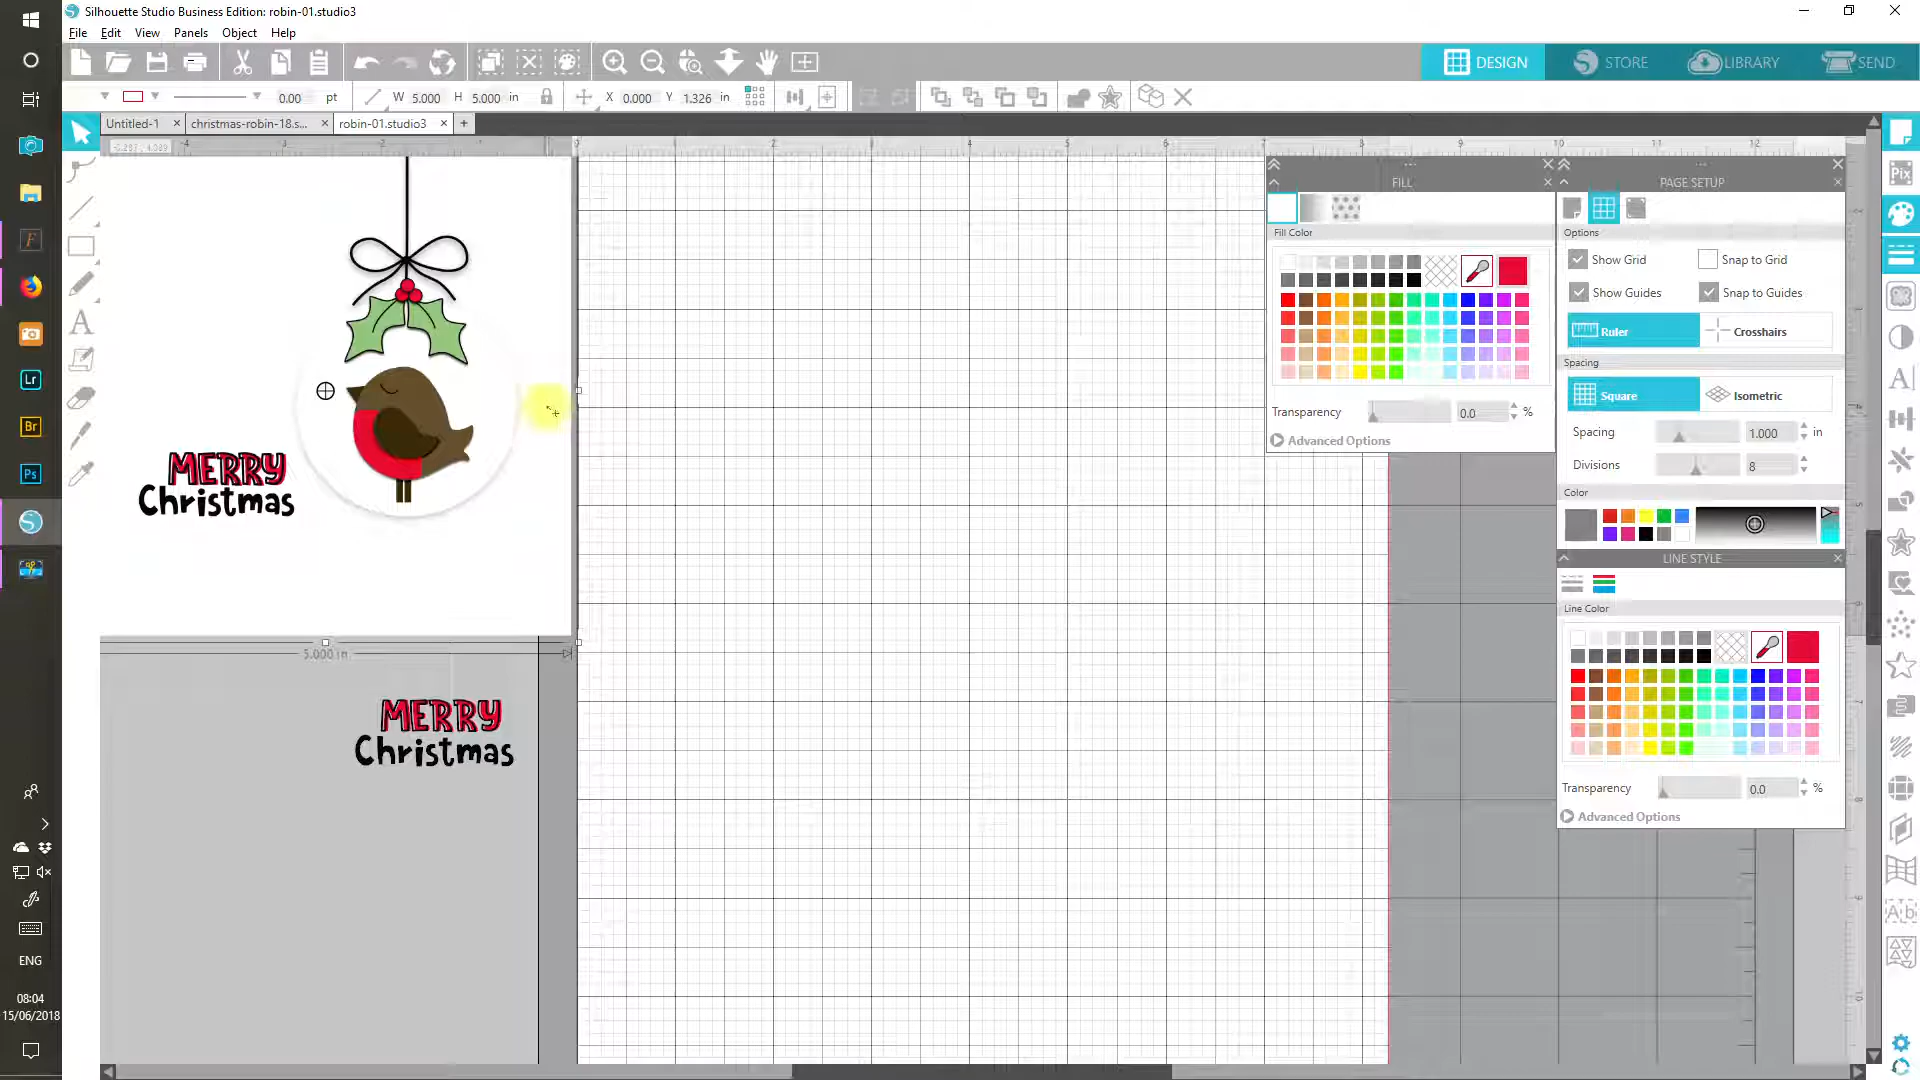 Silhouette Studio Business Edition: robin-01.studio3
File Edit View Panels Object Help
DESIGN STORE LIBRARY SEND
0.00 pt W 5.000 H 5.000 in X 0.000 Y 1.326 in
Untitled-1 christmas-robin-18.s... robin-01.studio3
FILL
PAGE SETUP
Fill Color
Options
Show Grid Snap to Grid
Show Guides Snap to Guides
Ruler Crosshairs
Spacing
Square Isometric
Transparency 0.0 %
Advanced Options
Spacing 1.000 in
Divisions 8
Color
LINE STYLE
Line Color
Transparency 0.0 %
Advanced Options
MERRY
Christmas
5.000 in
MERRY
Christmas
Pix
Lr
Br
Ps
ENG
08:04
15/06/2018